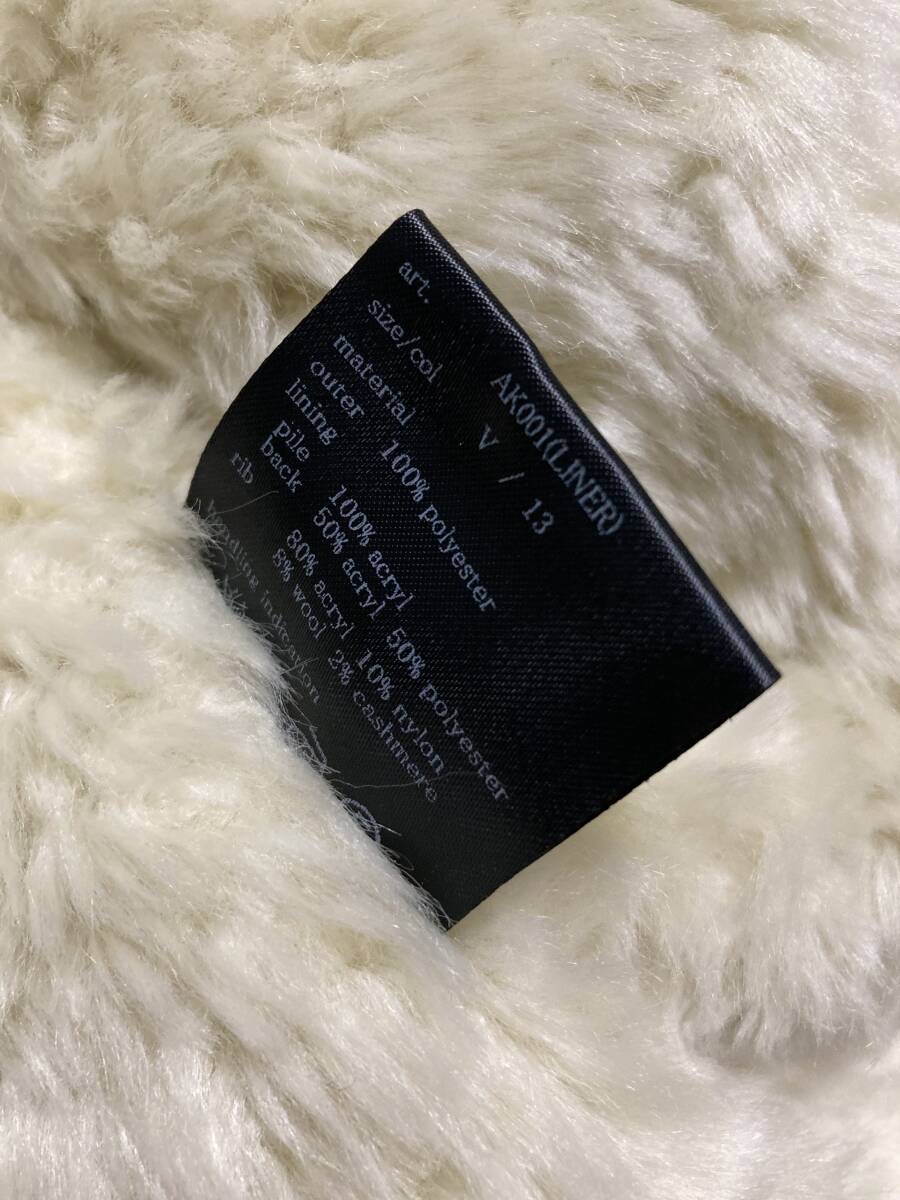 art. AK001(LINER)
size/col V / 13
material
outer 100% polyester
lining
pile 100% acryl
back 50% acryl 50% polyester
rib 80% acryl 10% nylon
8% wool 2% cashmere